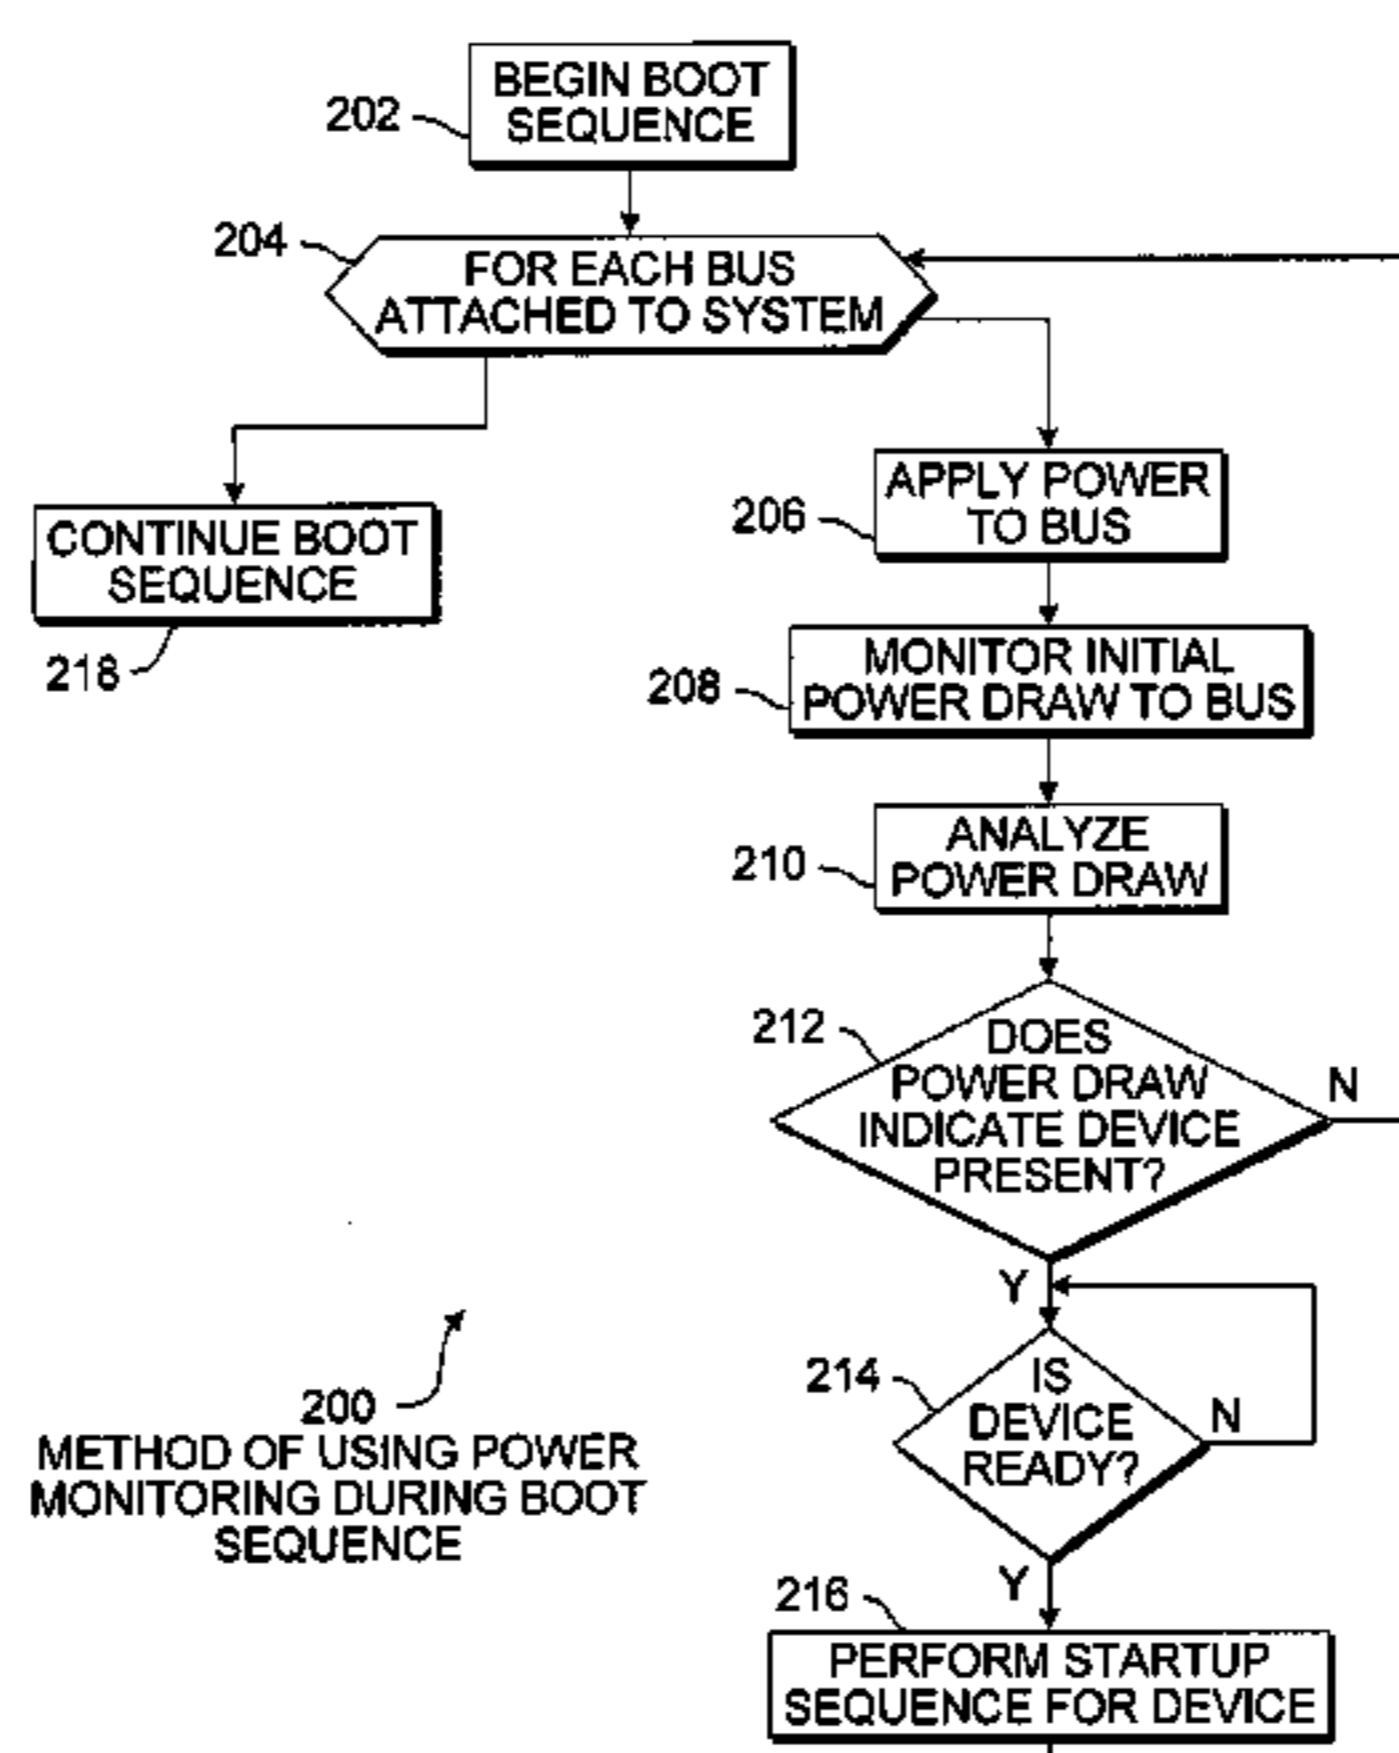 BEGIN BOOT
SEQUENCE
202
204
FOR EACH BUS
ATTACHED TO SYSTEM
CONTINUE BOOT
SEQUENCE
218
APPLY POWER
TO BUS
206
MONITOR INITIAL
POWER DRAW TO BUS
208
ANALYZE
POWER DRAW
210
212
DOES
POWER DRAW
INDICATE DEVICE
PRESENT?
N
Y
214
IS
DEVICE
READY?
N
Y
216
PERFORM STARTUP
SEQUENCE FOR DEVICE
200
METHOD OF USING POWER
MONITORING DURING BOOT
SEQUENCE